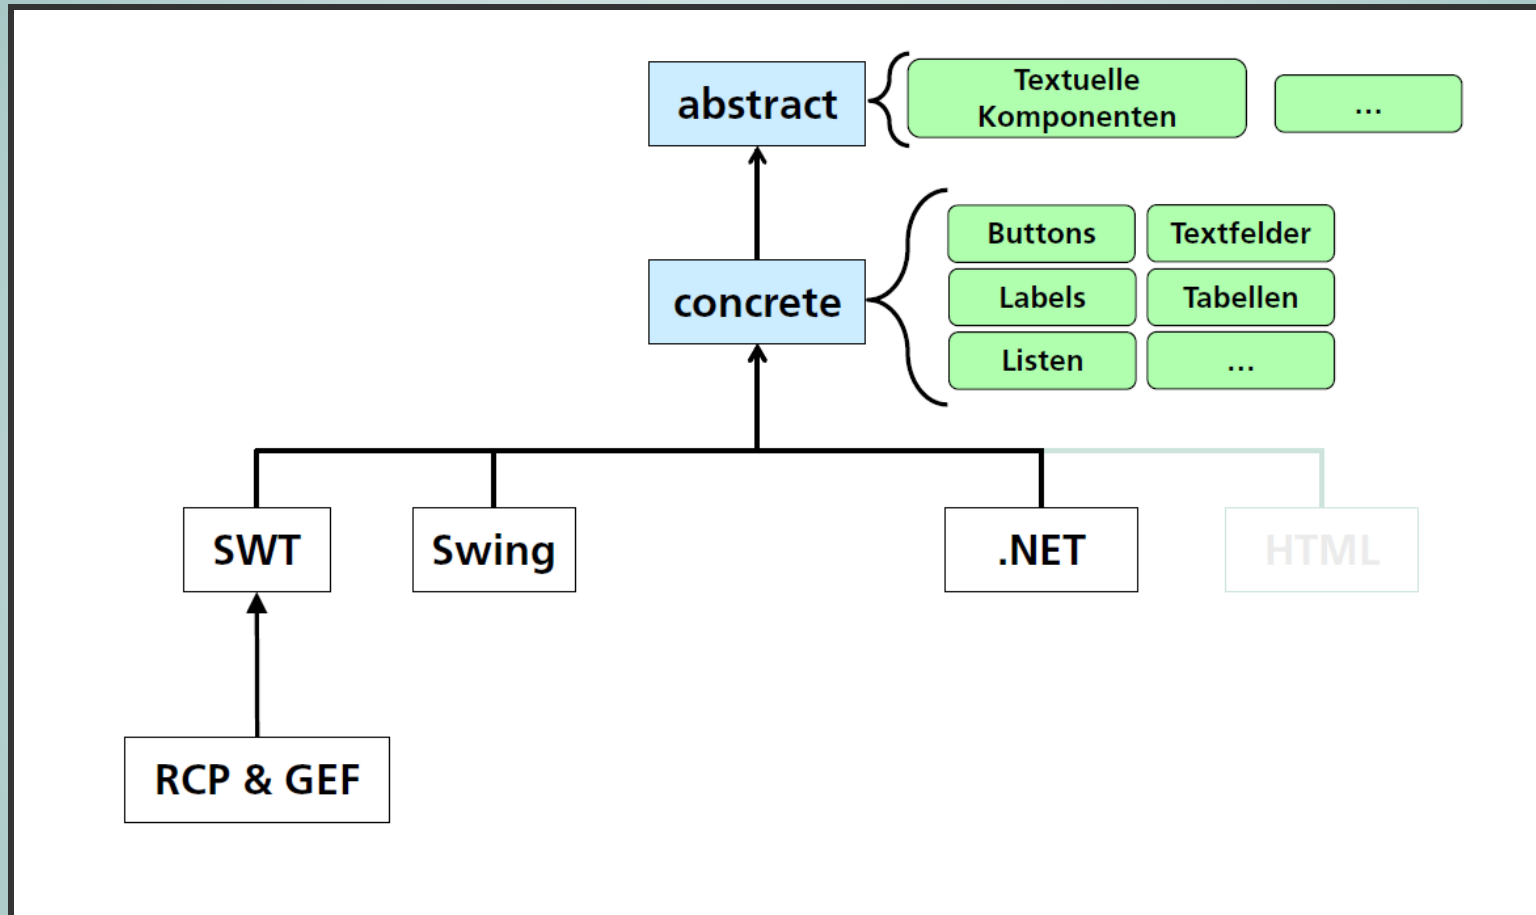 abstract
Textuelle
Komponenten
...
concrete
Buttons
Textfelder
Labels
Tabellen
Listen
...
SWT
Swing
.NET
HTML
RCP & GEF